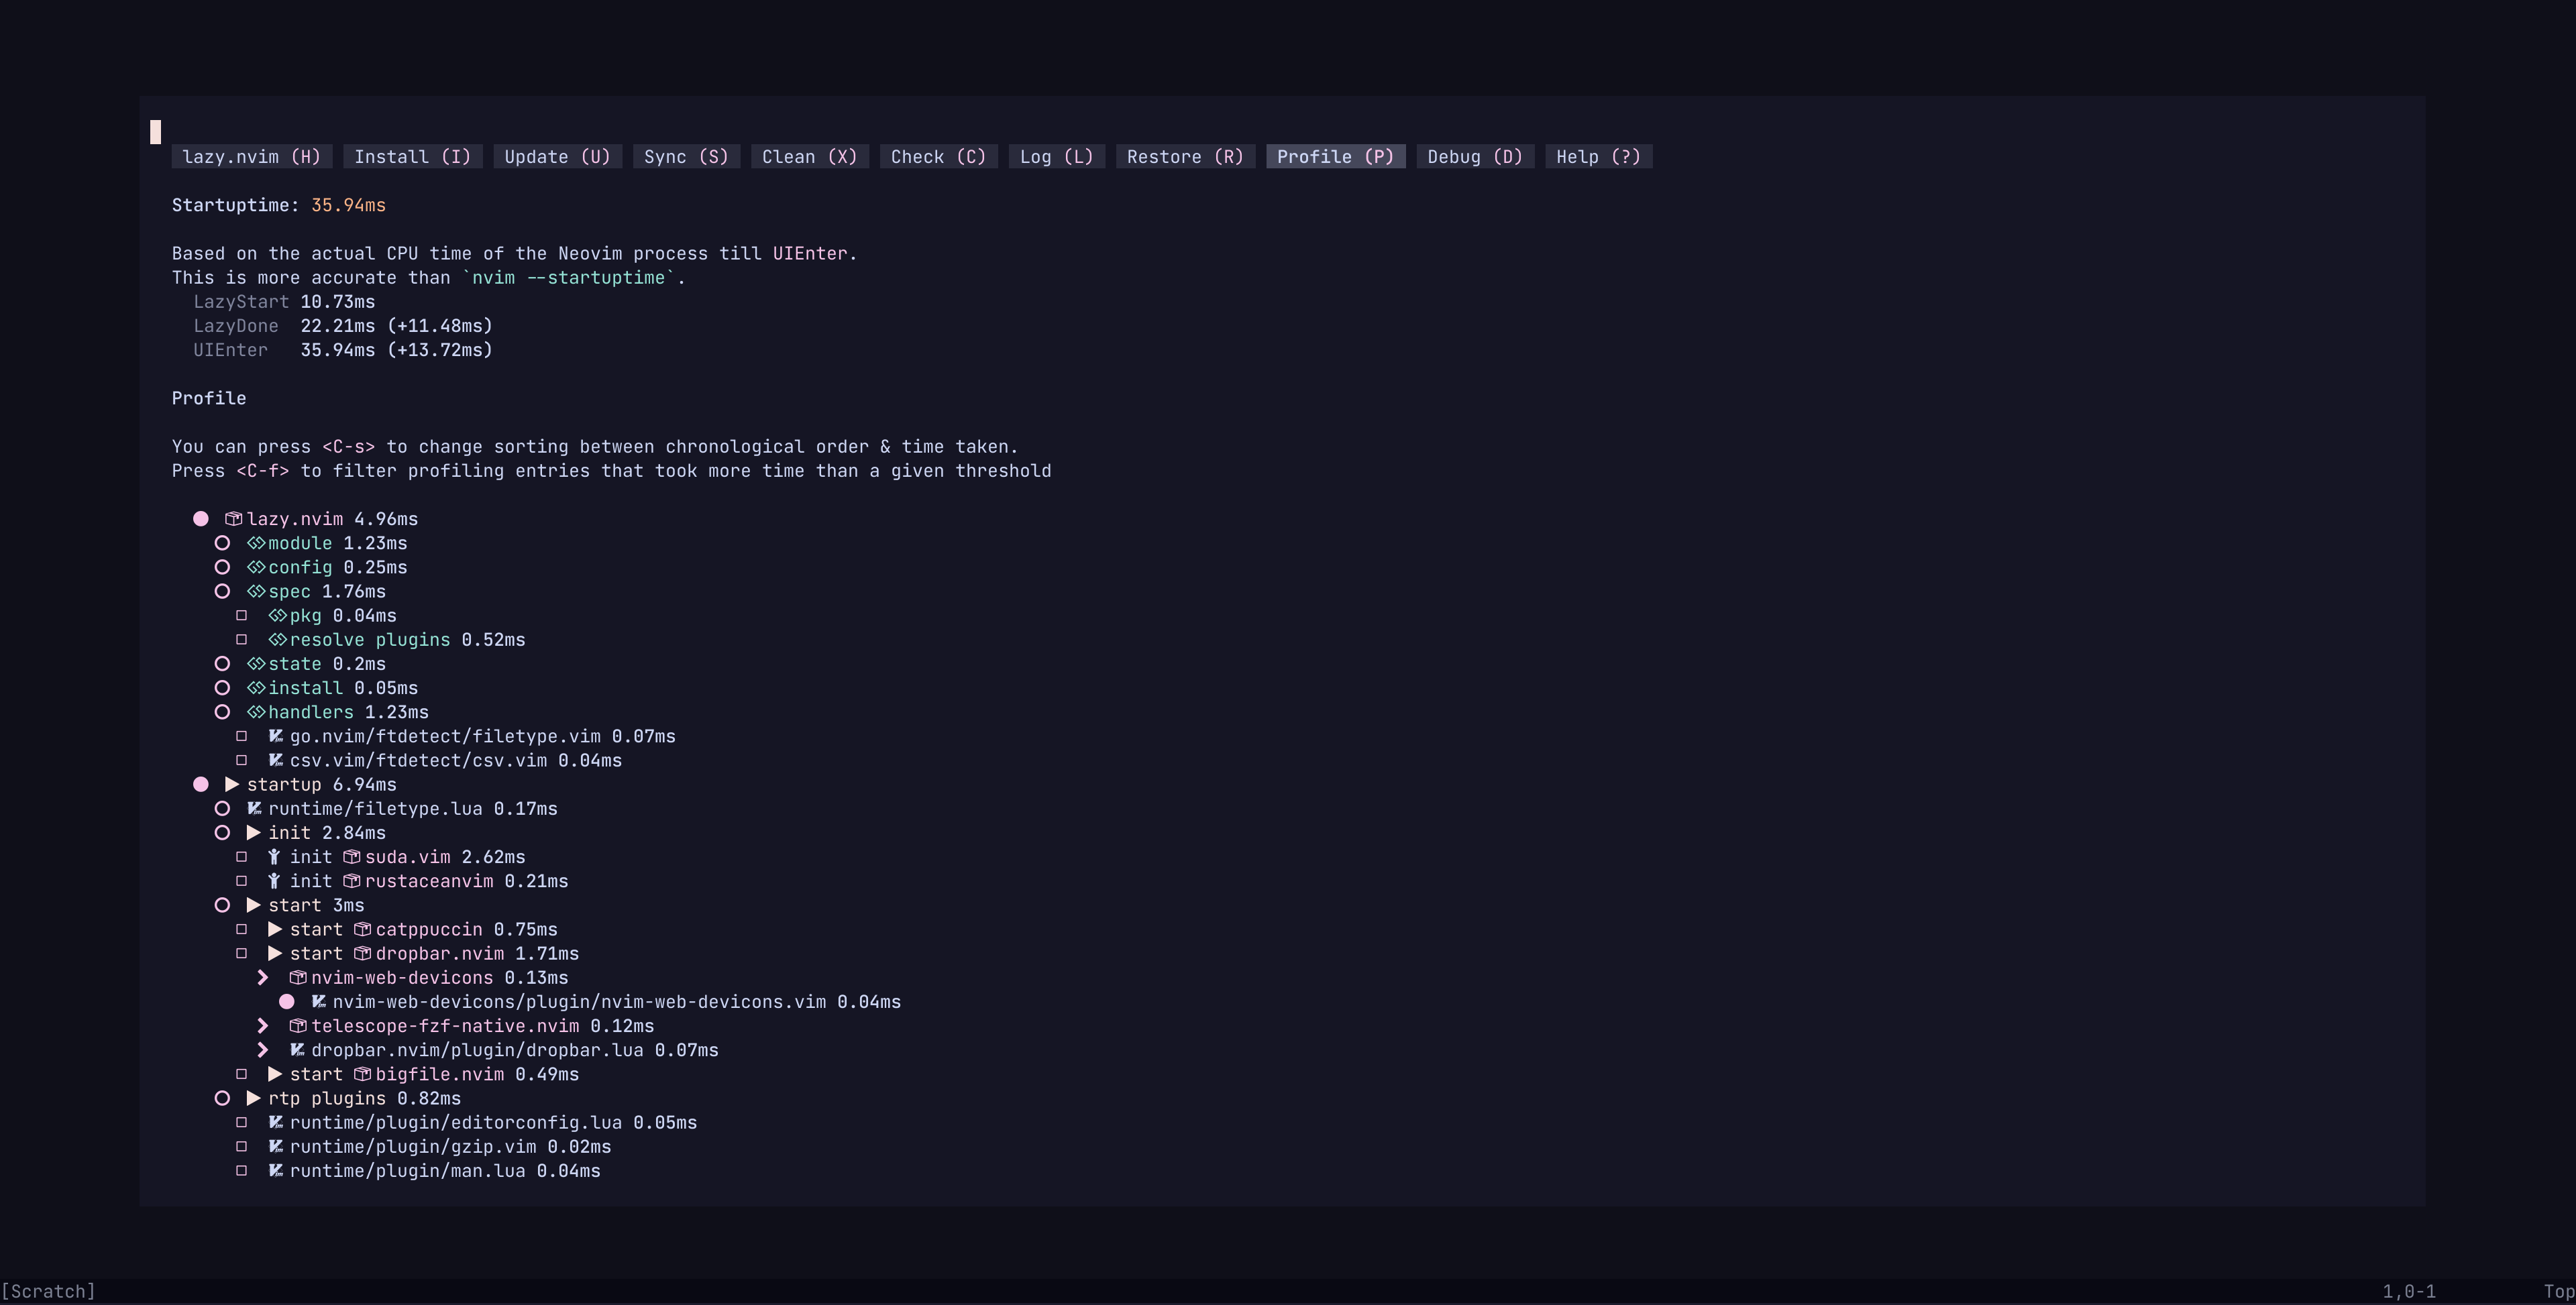 lazy.nvim (H) Install (I) Update (U) Sync (S) Clean (X) Check (C) Log (L) Restore (R) Profile (P) Debug (D) Help (?)
Startuptime: 35.94ms
Based on the actual CPU time of the Neovim process till UIEnter.
This is more accurate than `nvim --startuptime`.
LazyStart 10.73ms
LazyDone 22.21ms (+11.48ms)
UIEnter 35.94ms (+13.72ms)
Profile
You can press <C-s> to change sorting between chronological order & time taken.
Press <C-f> to filter profiling entries that took more time than a given threshold
lazy.nvim 4.96ms
module 1.23ms
config 0.25ms
spec 1.76ms
pkg 0.04ms
resolve plugins 0.52ms
state 0.2ms
install 0.05ms
handlers 1.23ms
go.nvim/ftdetect/filetype.vim 0.07ms
csv.vim/ftdetect/csv.vim 0.04ms
startup 6.94ms
runtime/filetype.lua 0.17ms
init 2.84ms
init suda.vim 2.62ms
init rustaceanvim 0.21ms
start 3ms
start catppuccin 0.75ms
start dropbar.nvim 1.71ms
nvim-web-devicons 0.13ms
nvim-web-devicons/plugin/nvim-web-devicons.vim 0.04ms
telescope-fzf-native.nvim 0.12ms
dropbar.nvim/plugin/dropbar.lua 0.07ms
start bigfile.nvim 0.49ms
rtp plugins 0.82ms
runtime/plugin/editorconfig.lua 0.05ms
runtime/plugin/gzip.vim 0.02ms
runtime/plugin/man.lua 0.04ms
[Scratch] 1,0-1 Top